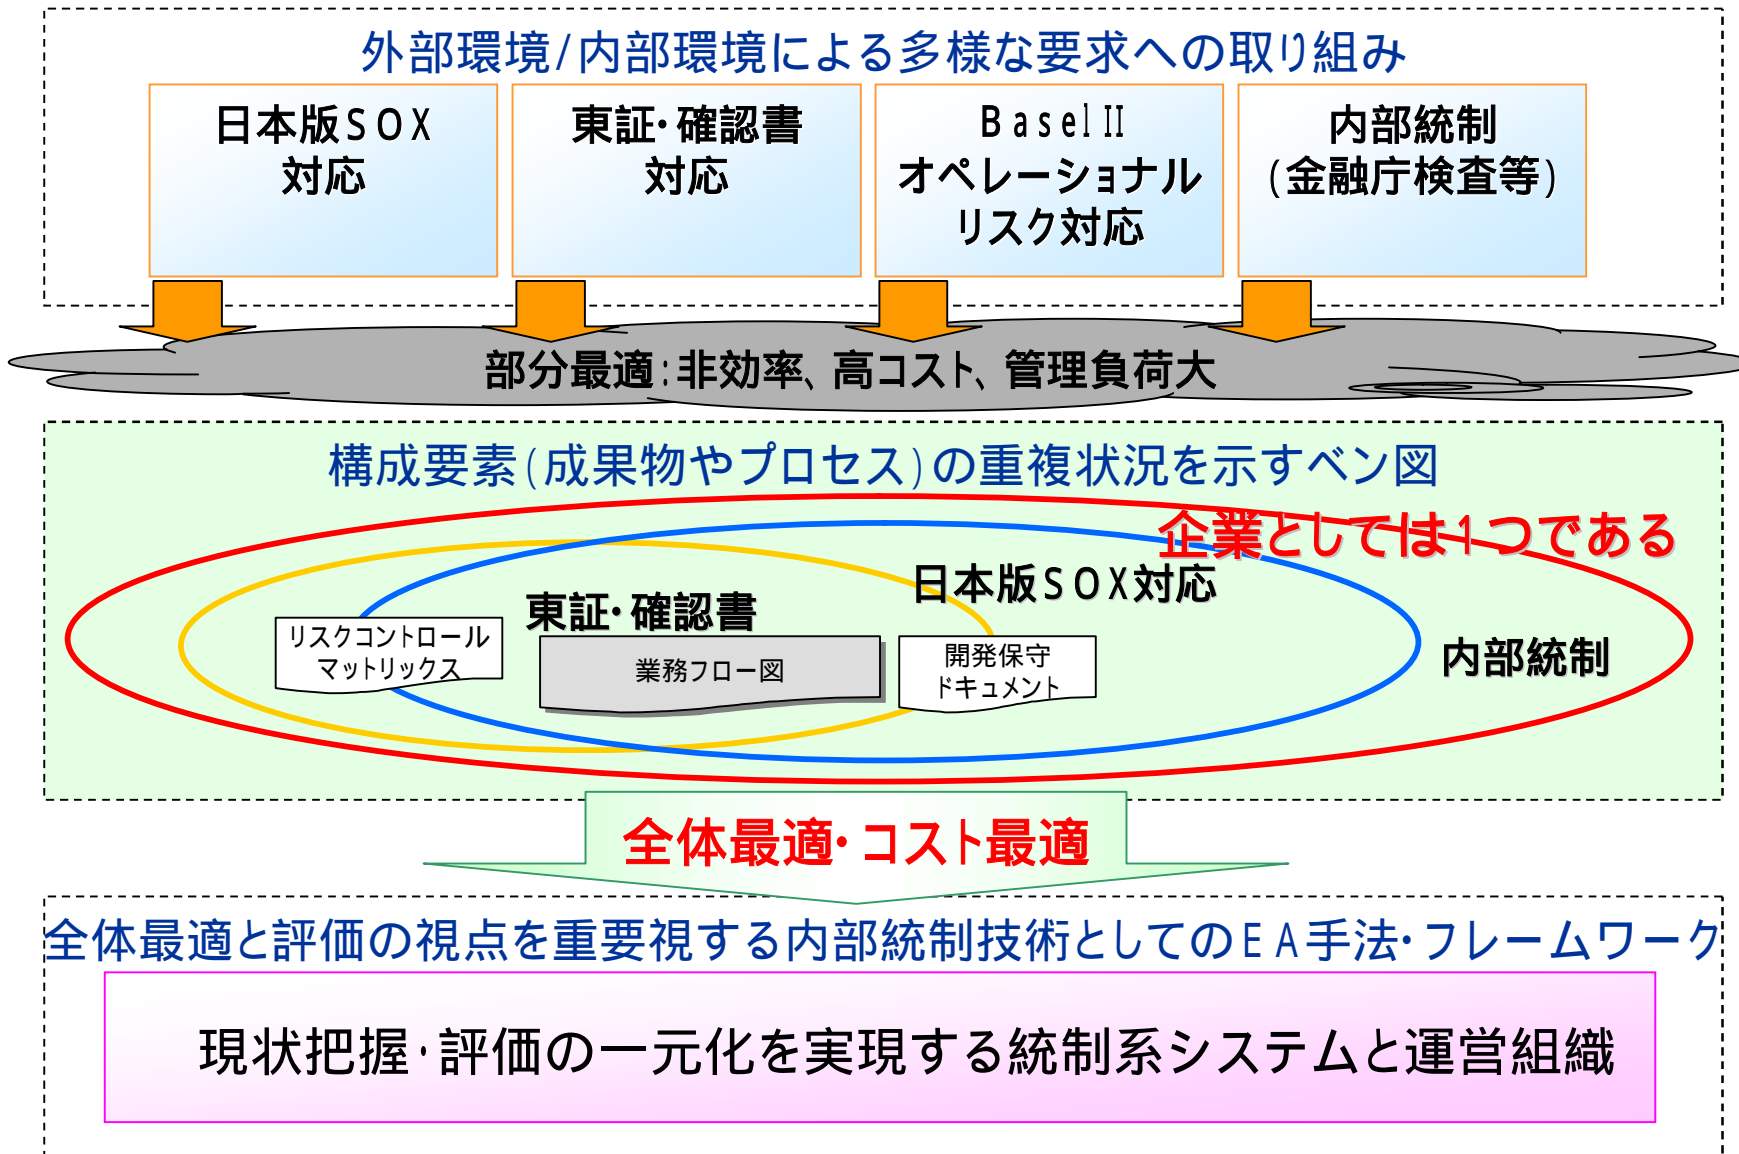 外部環境/内部環境による多様な要求への取り組み
日本版SOX
対応
東証・確認書
対応
BaselII
オペレーショナル
リスク対応
内部統制
(金融庁検査等)
部分最適:非効率、高コスト、管理負荷大
構成要素(成果物やプロセス)の重複状況を示すベン図
企業としては1つである
日本版SOX対応
東証・確認書
内部統制
リスクコントロール
マットリックス
業務フロー図
開発保守
ドキュメント
全体最適・コスト最適
全体最適と評価の視点を重要視する内部統制技術としてのEA手法・フレームワーク
現状把握・評価の一元化を実現する統制系システムと運営組織